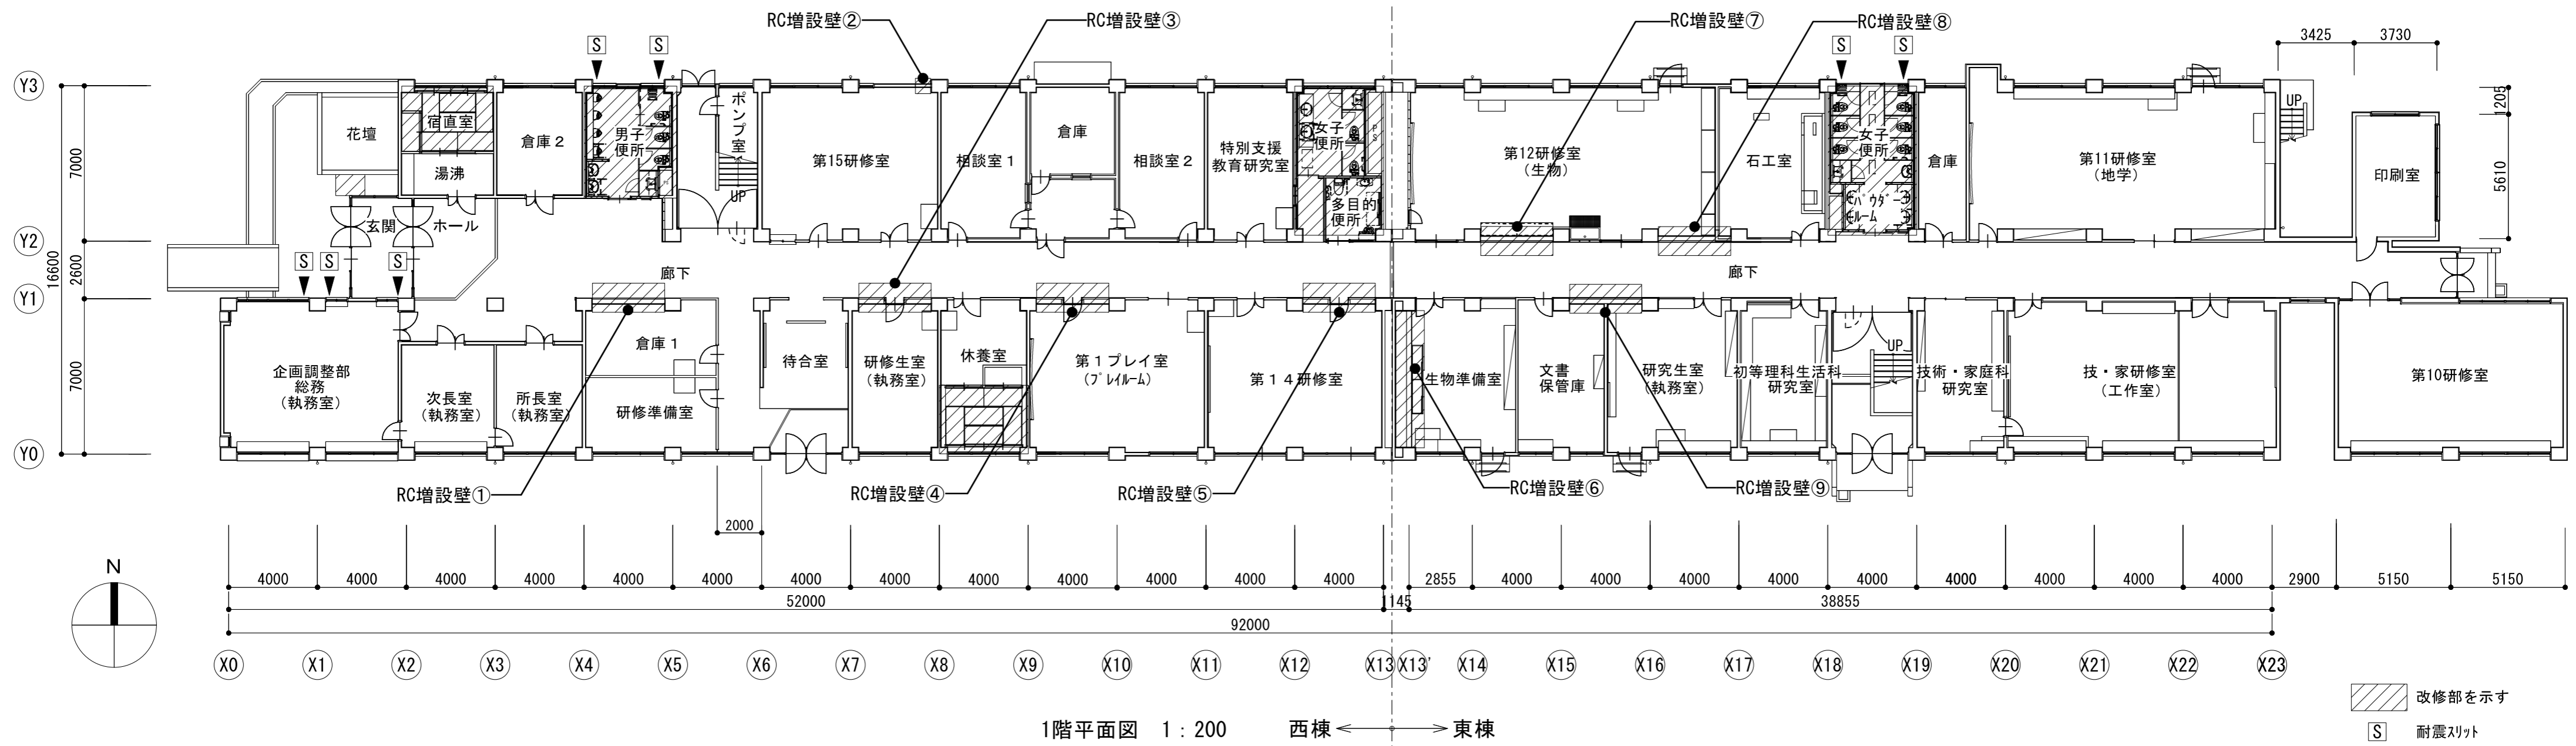 RC増設壁②
RC増設壁③
RC増設壁⑦
RC増設壁⑧
S
S
S
S
3425
3730
Y3
Y2
Y1
Y0
16600
7000
2600
7000
1205
5610
花壇
宿直室
湯沸
倉庫2
男子
便所
ポンプ室
UP
第15研修室
相談室1
倉庫
相談室2
特別支援
教育研究室
女子
便所
PS
多目的
便所
第12研修室
(生物)
石工室
女子
便所
パウダー
ルーム
倉庫
第11研修室
(地学)
UP
印刷室
玄関
ホール
S
S
S
廊下
廊下
企画調整部
総務
(執務室)
次長室
(執務室)
所長室
(執務室)
倉庫1
研修準備室
待合室
研修生室
(執務室)
休養室
第1プレイ室
(プレイルーム)
第14研修室
生物準備室
文書
保管庫
研究生室
(執務室)
初等理科生活科
研究室
UP
技術・家庭科
研究室
技・家研修室
(工作室)
第10研修室
RC増設壁①
RC増設壁④
RC増設壁⑤
RC増設壁⑥
RC増設壁⑨
2000
N
4000 4000 4000 4000 4000 4000 4000 4000 4000 4000 4000 4000 4000 2855 4000 4000 4000 4000 4000 4000 4000 4000 4000 2900 5150 5150
52000 1145 38855
92000
X0 X1 X2 X3 X4 X5 X6 X7 X8 X9 X10 X11 X12 X13 X13' X14 X15 X16 X17 X18 X19 X20 X21 X22 X23
改修部を示す
S 耐震スリット
1階平面図 1:200
西棟 東棟